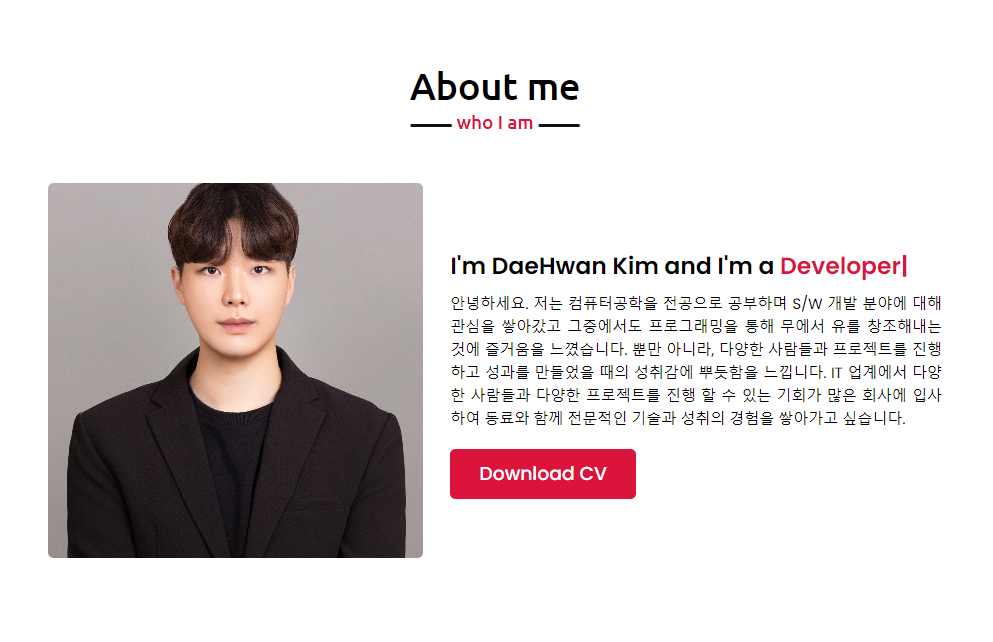 About me
who I am
I'm DaeHwan Kim and I'm a Developer|
안녕하세요. 저는 컴퓨터공학을 전공으로 공부하며 S/W 개발 분야에 대해
관심을 쌓아갔고 그중에서도 프로그래밍을 통해 무에서 유를 창조해내는
것에 즐거움을 느꼈습니다. 뿐만 아니라, 다양한 사람들과 프로젝트를 진행
하고 성과를 만들었을 때의 성취감에 뿌듯함을 느낍니다. IT 업계에서 다양
한 사람들과 다양한 프로젝트를 진행 할 수 있는 기회가 많은 회사에 입사
하여 동료와 함께 전문적인 기술과 성취의 경험을 쌓아가고 싶습니다.
Download CV